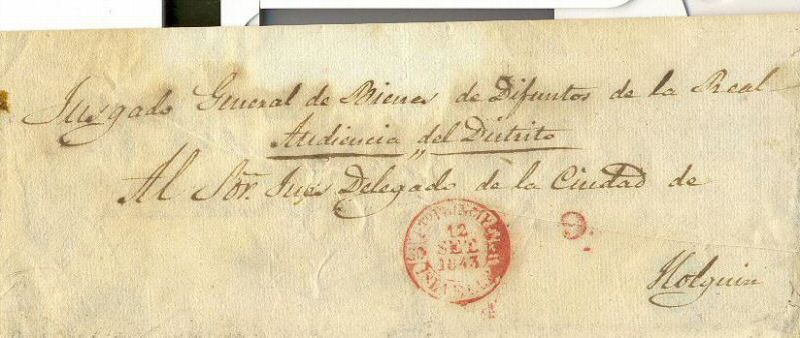 Juzgado General de Bienes de Difuntos de la Real
Audiencia del Distrito
Al Sōr. Juez Delegado de la Ciudad de
12
SET
1843
Holguin